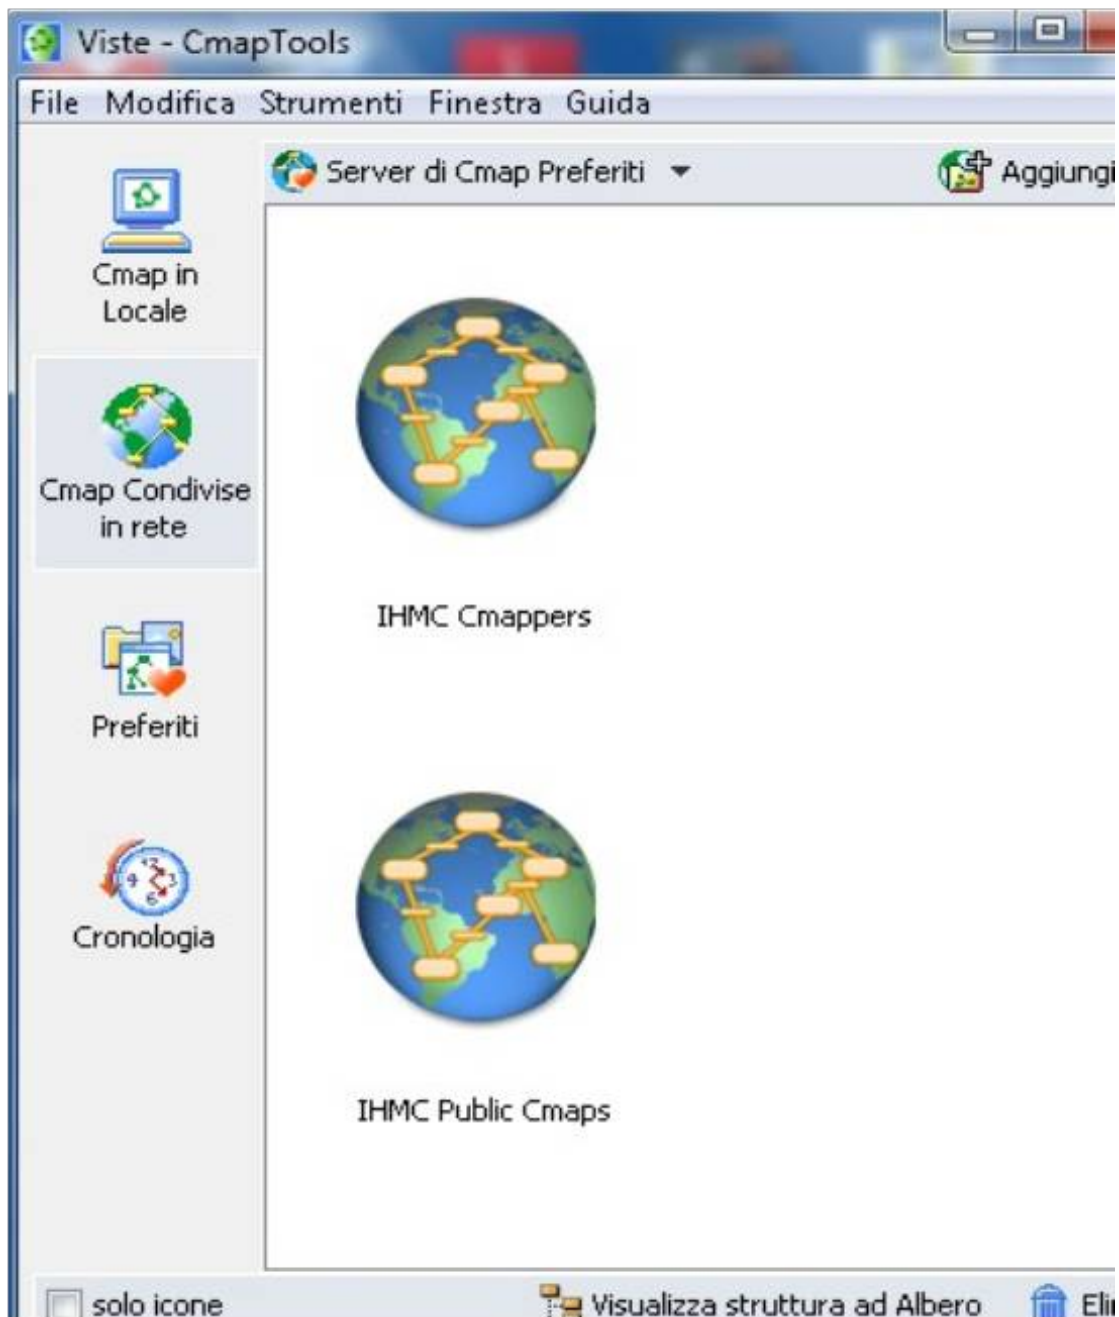 Viste - CmapTools
File Modifica Strumenti Finestra Guida
Server di Cmap Preferiti
Aggiungi
Cmap in
Locale
Cmap Condivise
in rete
Preferiti
Cronologia
IHMC Cmappers
IHMC Public Cmaps
solo icone
Visualizza struttura ad Albero